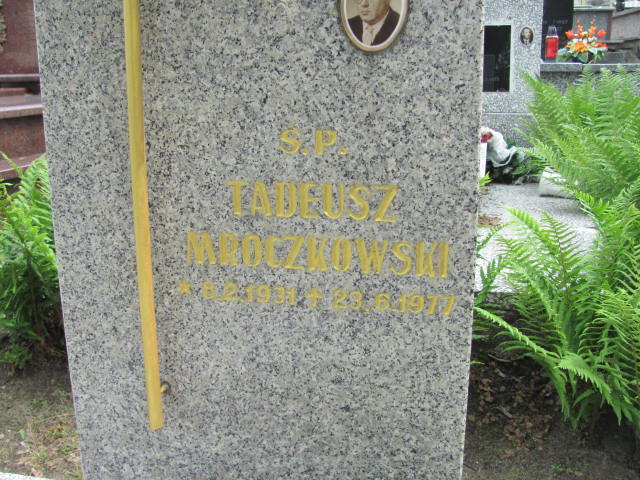 Ś.P.
TADEUSZ
MROCZKOWSKI
* 8.2.1931 + 23.6.1977